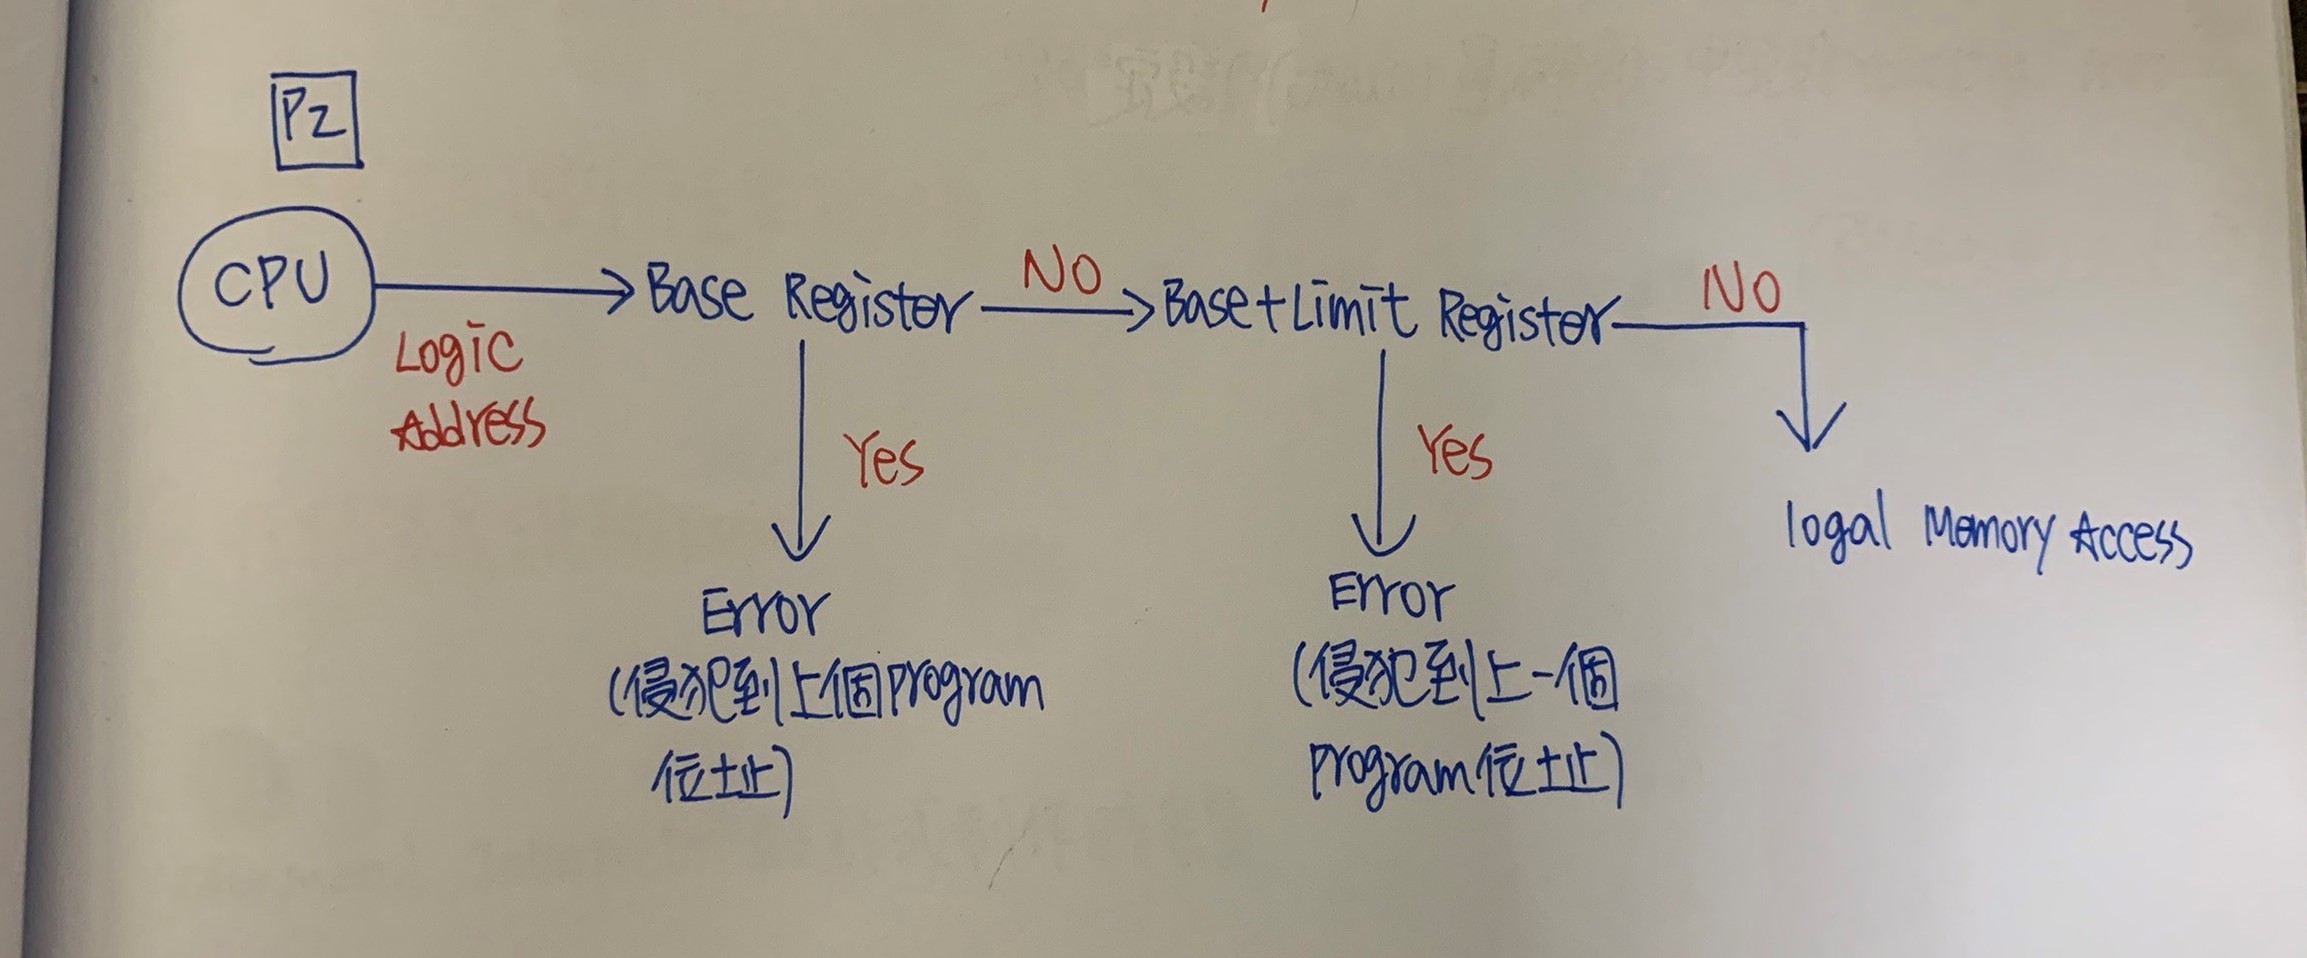 P2
CPU
Logic
Address
Base Register
NO
Base+Limit Register
NO
Yes
Yes
logal Memory Access
Error
(侵犯到上個program
位址)
Error
(侵犯到上一個
program位址)